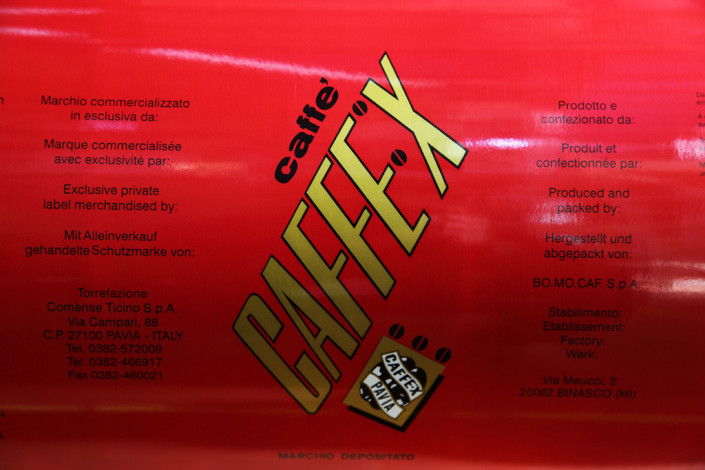 Marchio commercializzato
in esclusiva da:
Marque commercialisée
avec exclusivité par:
Exclusive private
label merchandised by:
Mit Alleinverkauf
gehandelte Schutzmarke von:
Torrefazione
Comense Ticino S.p.A.
Via Campari, 88
C.P. 27100 PAVIA - ITALY
Tel. 0382-572009
Tel. 0382-466917
Fax 0382-460021
caffe'
CAFFEX
CAFFEX
PAVIA
MARCHIO DEPOSITATO
Prodotto e
confezionato da:
Produit et
confectionnée par:
Produced and
packed by:
Hergestellt und
abgepackt von:
BO.MO.CAF. S.p.A.
Stabilimento:
Etablissement:
Factory:
Werk:
Via Meucci, 2
20082 BINASCO (MI)